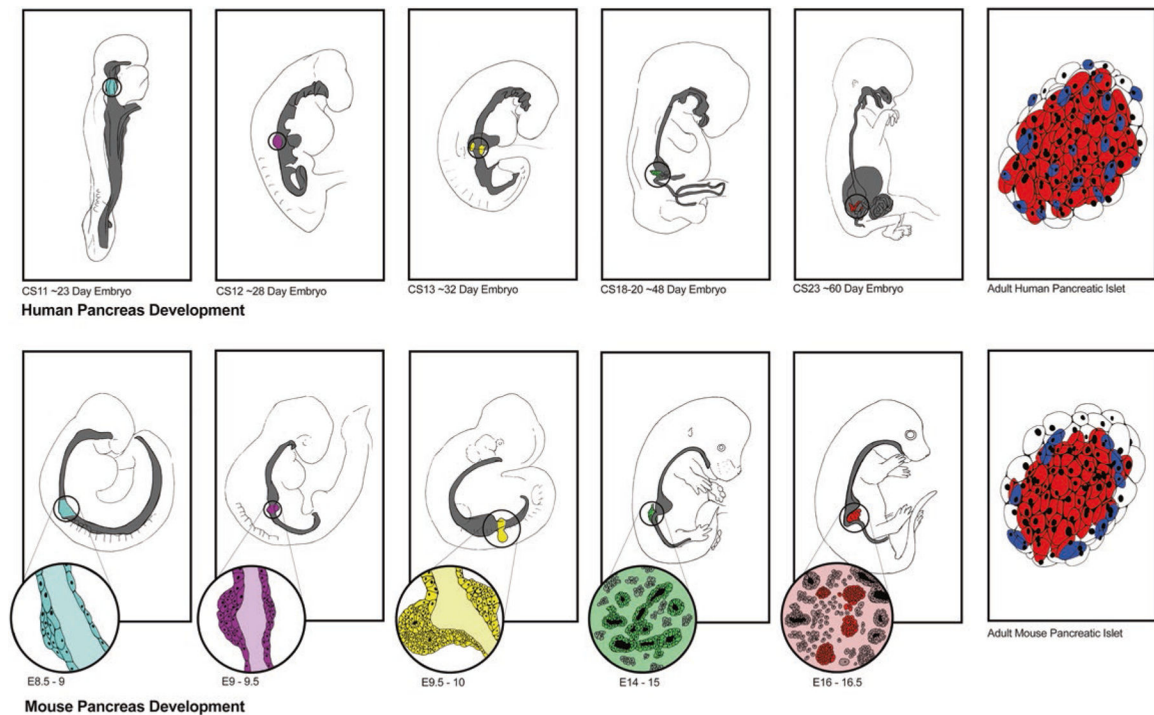 CS11 ~23 Day Embryo
CS12 ~28 Day Embryo
CS13 ~32 Day Embryo
CS18-20 ~48 Day Embryo
CS23 ~60 Day Embryo
Adult Human Pancreatic Islet
Human Pancreas Development
Adult Mouse Pancreatic Islet
E8.5 - 9
E9 - 9.5
E9.5 - 10
E14 - 15
E16 - 16.5
Mouse Pancreas Development